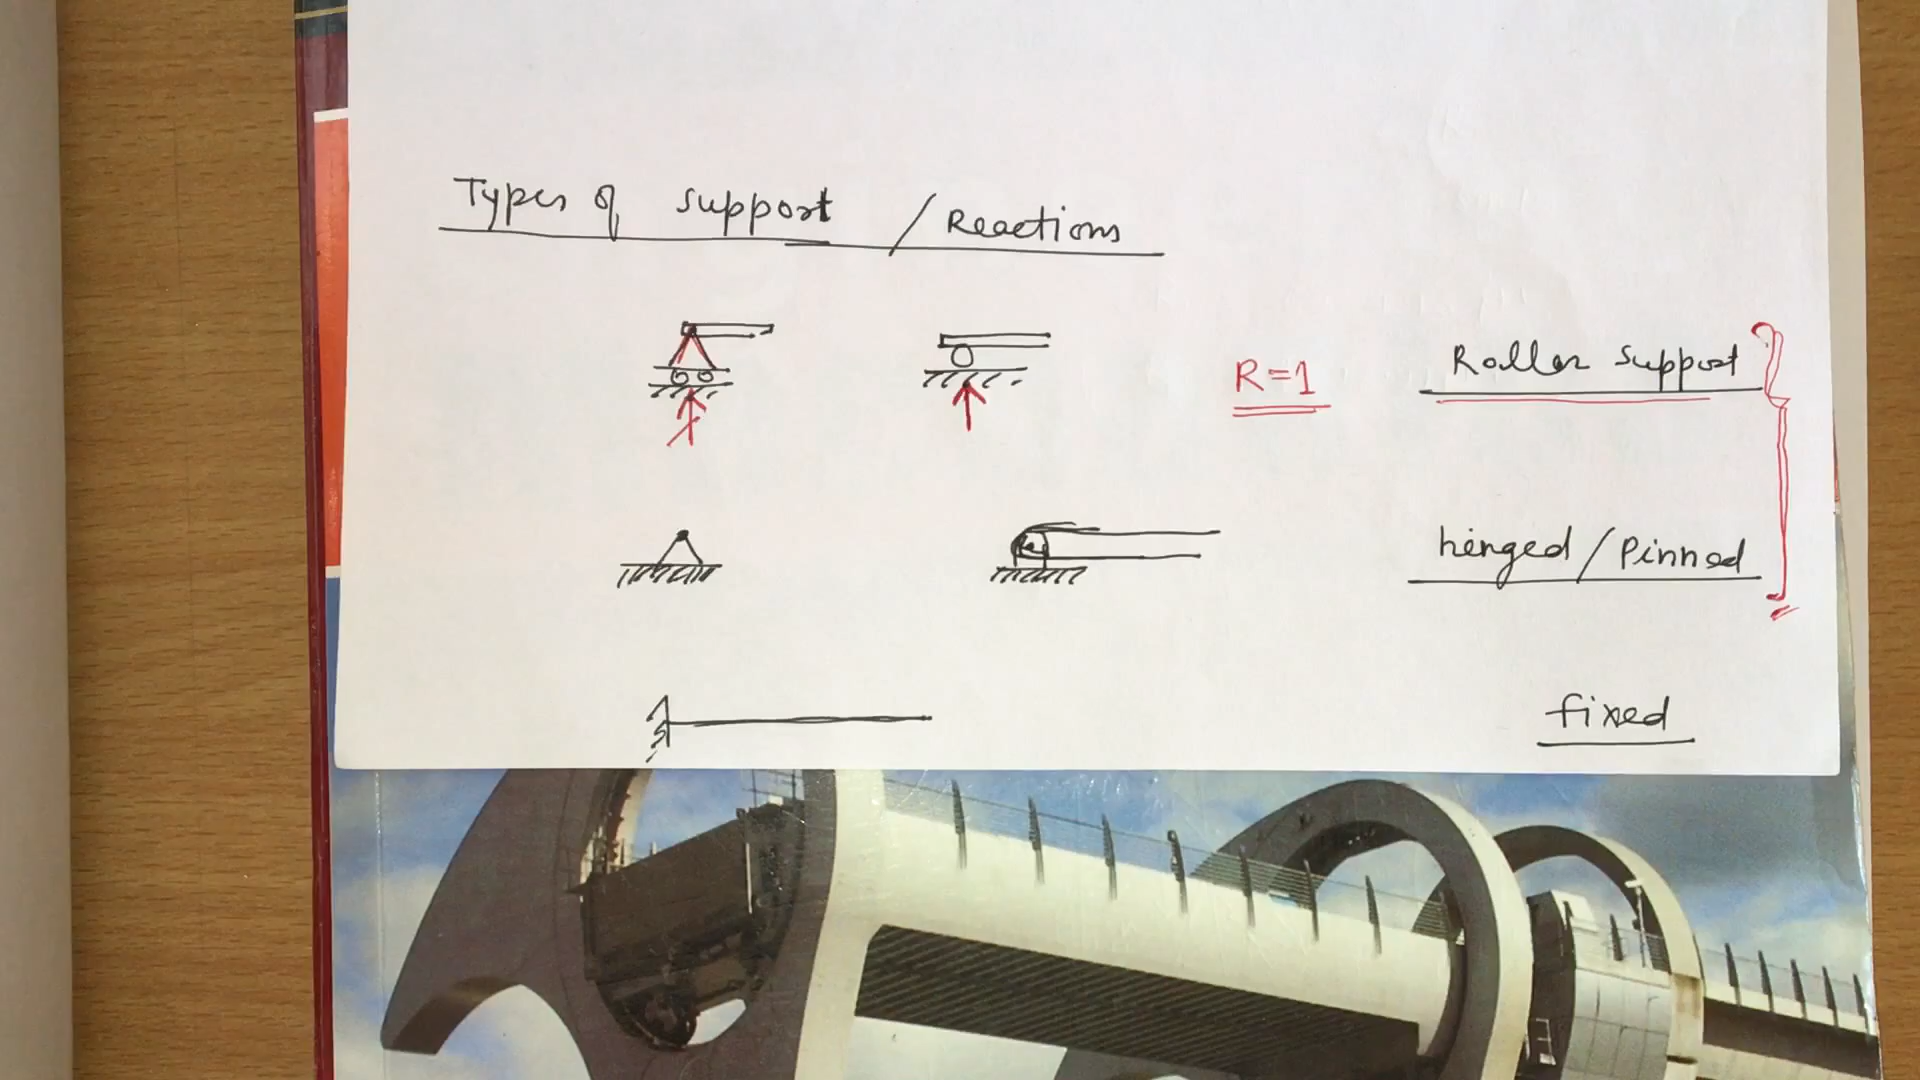 Types of support / Reactions
R=1 Roller support
hinged / Pinned
fixed